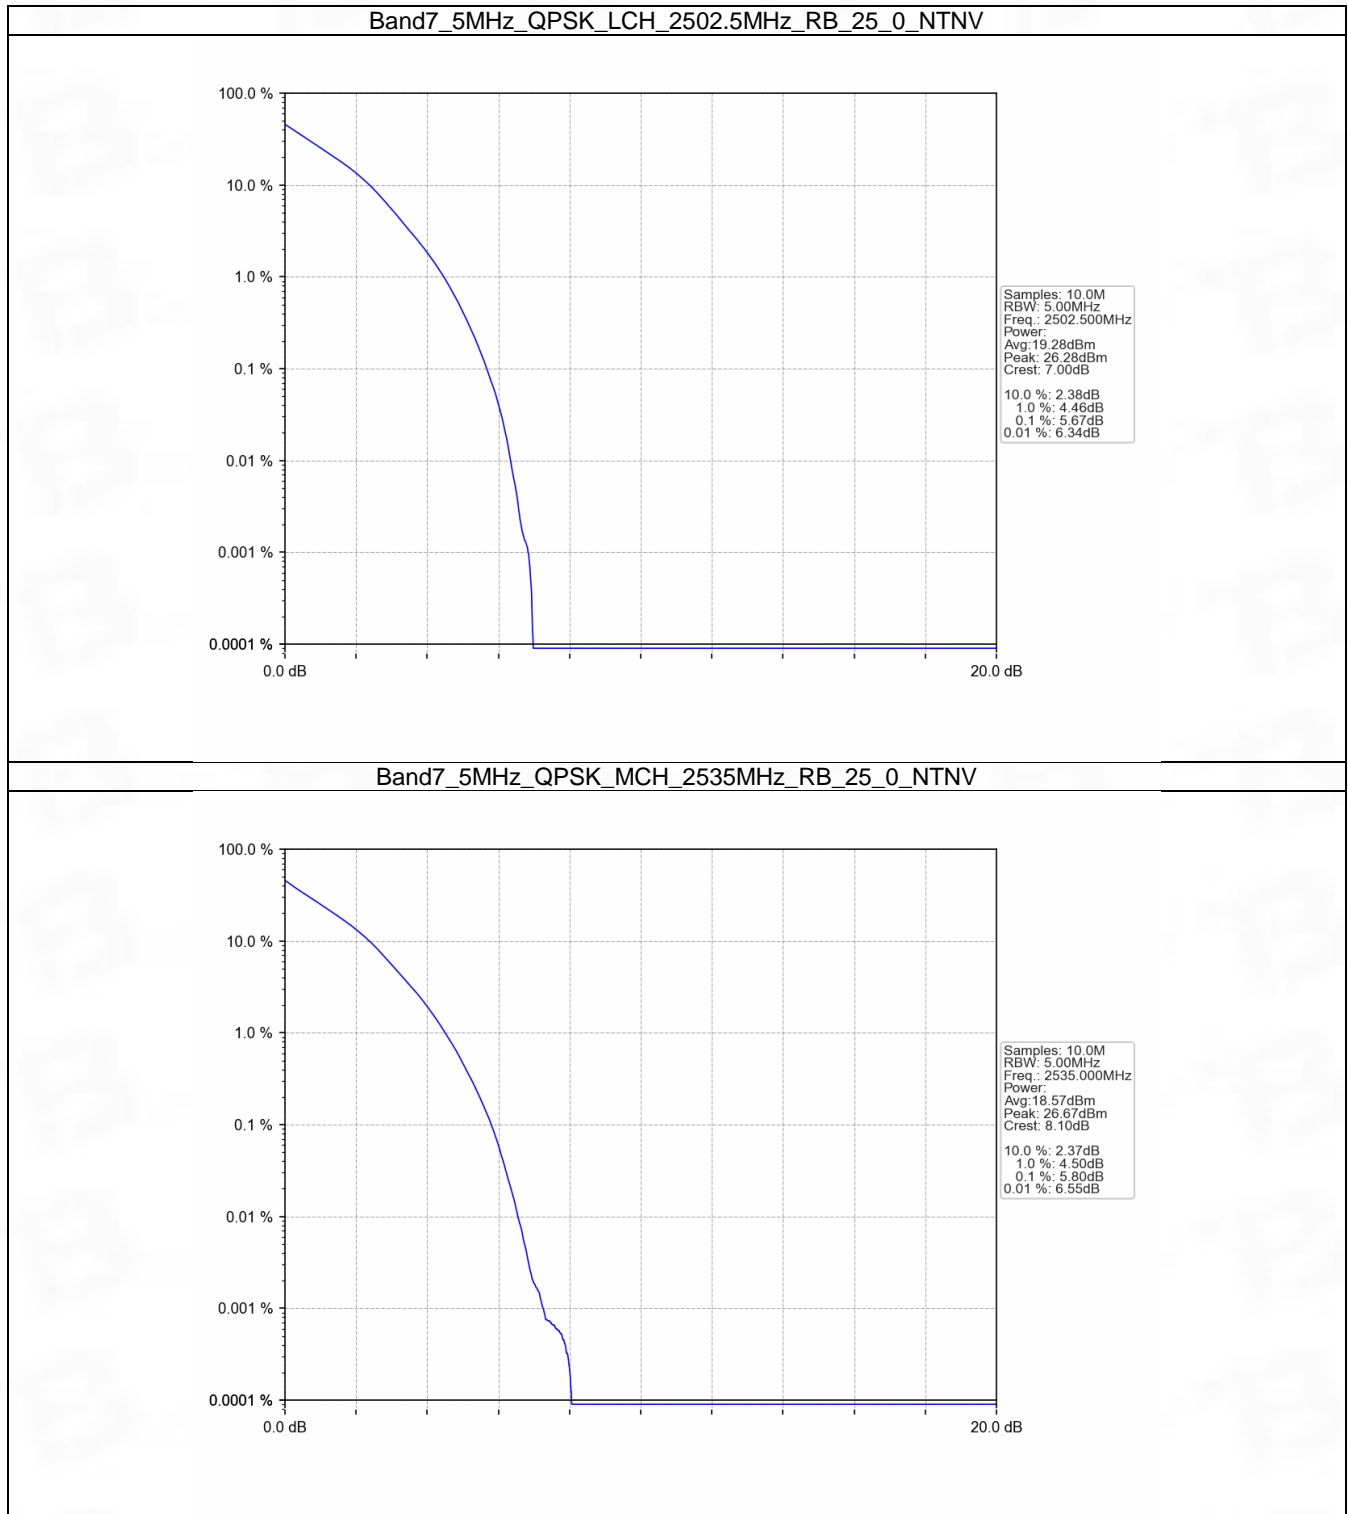 Band7_5MHz_QPSK_LCH_2502.5MHz_RB_25_0_NTNV
100.0 %
10.0 %
1.0 %
0.1 %
0.01 %
0.001 %
0.0001 %
0.0 dB
20.0 dB
Samples: 10.0M
RBW: 5.00MHz
Freq.: 2502.500MHz
Power:
Avg:19.28dBm
Peak: 26.28dBm
Crest: 7.00dB
10.0 %: 2.38dB
1.0 %: 4.46dB
0.1 %: 5.67dB
0.01 %: 6.34dB
Band7_5MHz_QPSK_MCH_2535MHz_RB_25_0_NTNV
100.0 %
10.0 %
1.0 %
0.1 %
0.01 %
0.001 %
0.0001 %
0.0 dB
20.0 dB
Samples: 10.0M
RBW: 5.00MHz
Freq.: 2535.000MHz
Power:
Avg:18.57dBm
Peak: 26.67dBm
Crest: 8.10dB
10.0 %: 2.37dB
1.0 %: 4.50dB
0.1 %: 5.80dB
0.01 %: 6.55dB